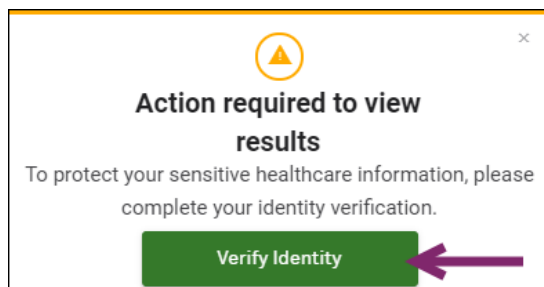 ×
Action required to view
results
To protect your sensitive healthcare information, please
complete your identity verification.
Verify Identity